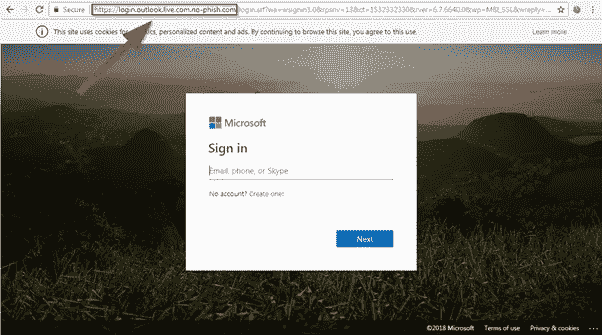 Secure https://login.outlook.live.com.no-phish.com/login.srf?wa=wsignin1.0&rpsnv=13&ct=1532332330&rver=6.7.6640.0&wp=MBI_SSL&wreply=...
This site uses cookies for personalized content and ads. By continuing to browse this site, you agree to this use.
Learn more
Microsoft
Sign in
Email, phone, or Skype
No account? Create one!
Next
©2018 Microsoft Terms of use Privacy & cookies ...